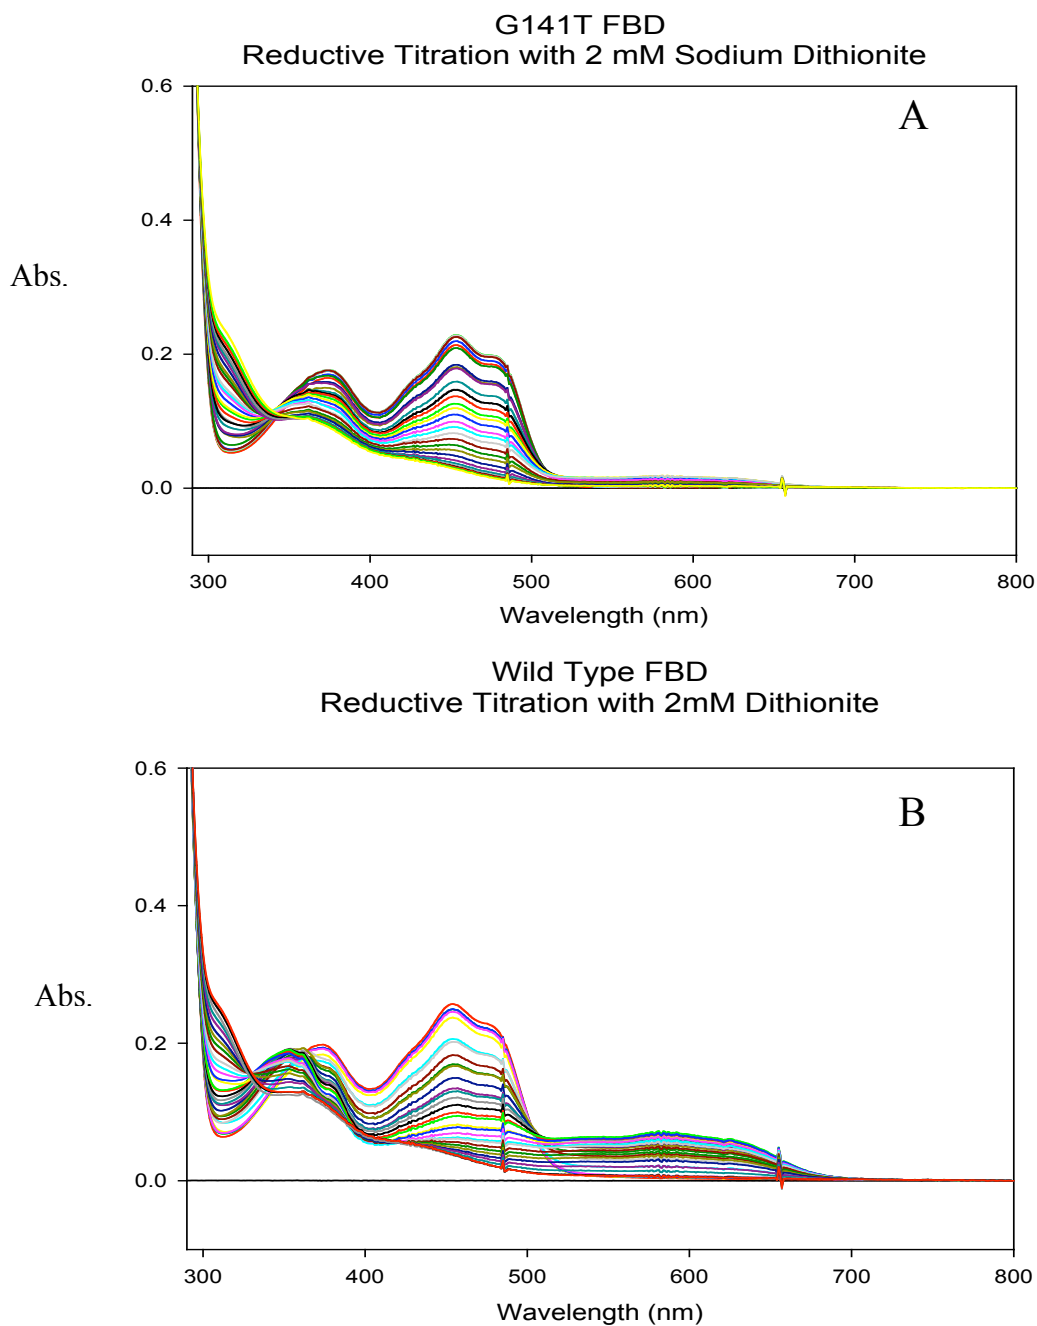 G141T FBD
Reductive Titration with 2 mM Sodium Dithionite
A
0.6
0.4
Abs.
0.2
0.0
300 400 500 600 700 800
Wavelength (nm)
Wild Type FBD
Reductive Titration with 2mM Dithionite
B
0.6
0.4
Abs.
0.2
0.0
300 400 500 600 700 800
Wavelength (nm)